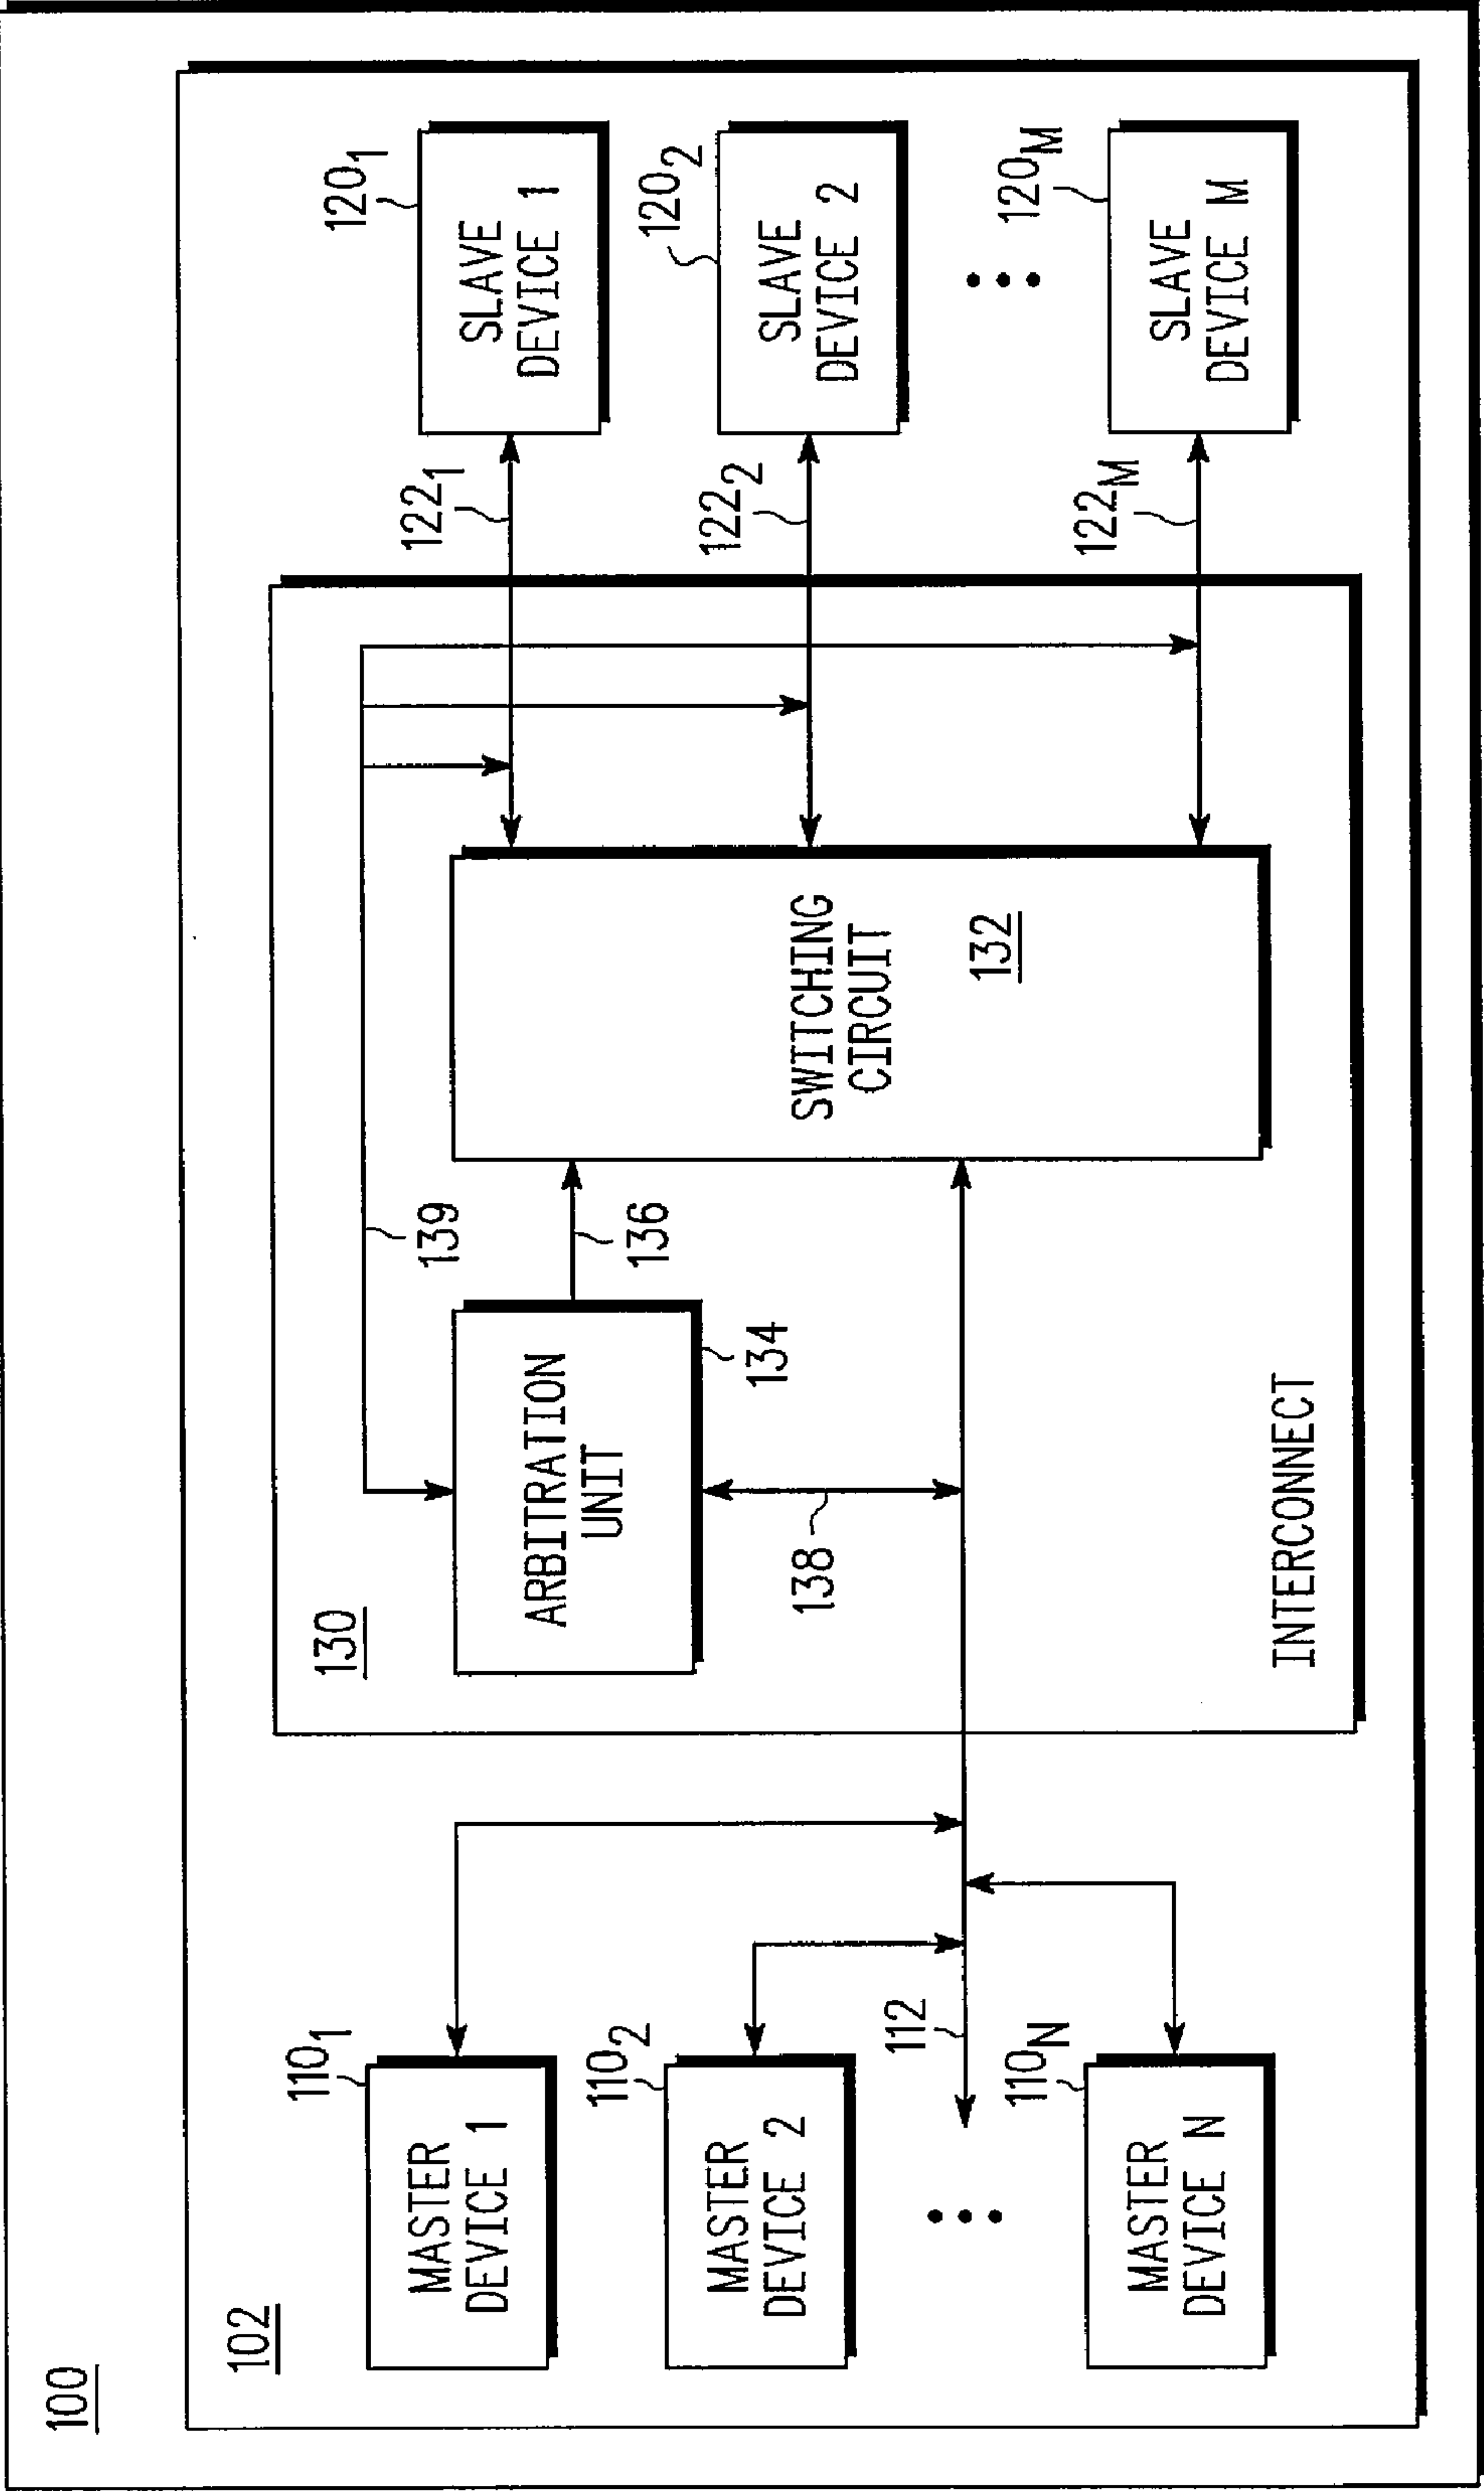 100
102
110₁
MASTER
DEVICE 1
110₂
MASTER
DEVICE 2
112
110N
MASTER
DEVICE N
130
ARBITRATION
UNIT
134
138
139
136
SWITCHING
CIRCUIT
132
INTERCONNECT
122₁
122₂
122M
120₁
SLAVE
DEVICE 1
120₂
SLAVE
DEVICE 2
120M
SLAVE
DEVICE M